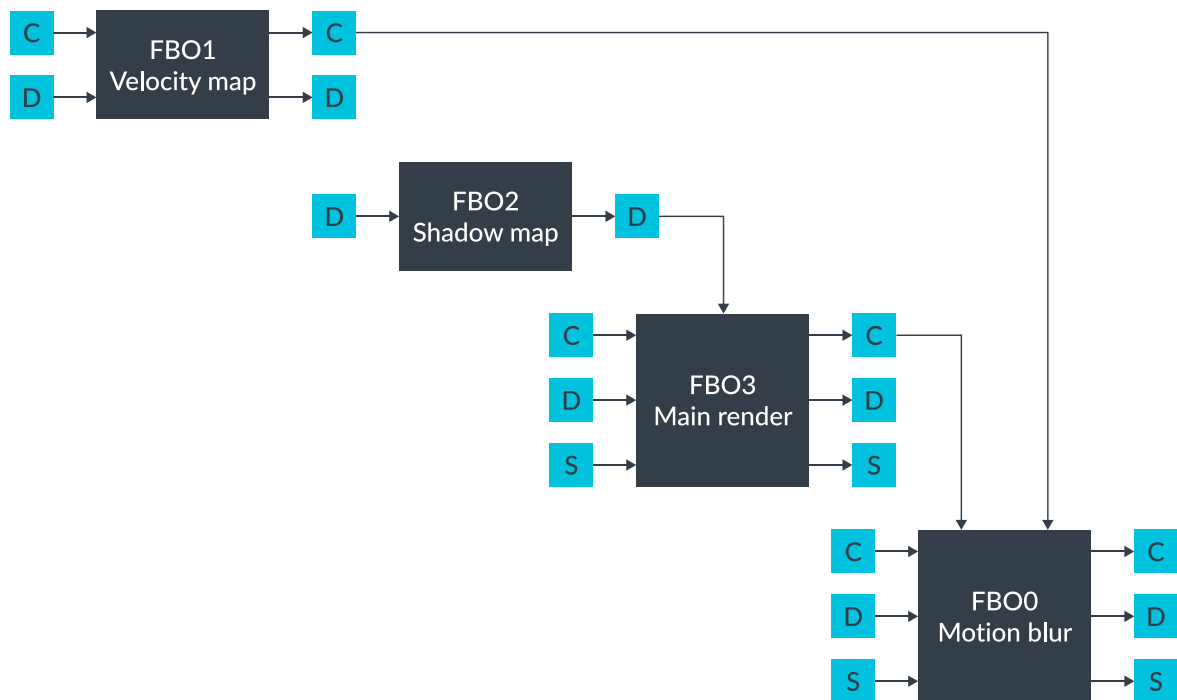 C
FBO1
Velocity map
C
D
D
D
FBO2
Shadow map
D
C
D
S
FBO3
Main render
C
D
S
C
D
S
FBO0
Motion blur
C
D
S